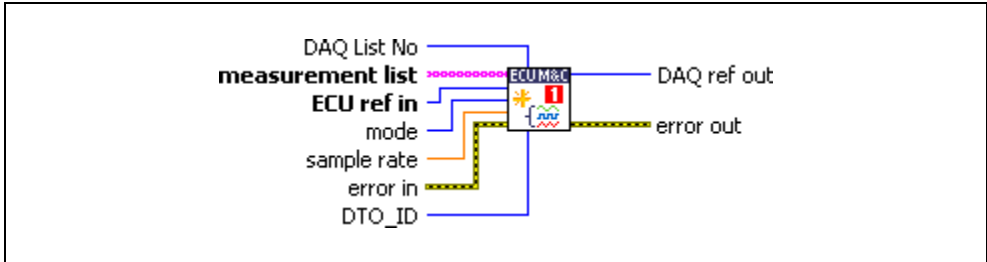 DAQ List No
measurement list
ECU M&C
DAQ ref out
ECU ref in
1
mode
error out
sample rate
error in
DTO_ID